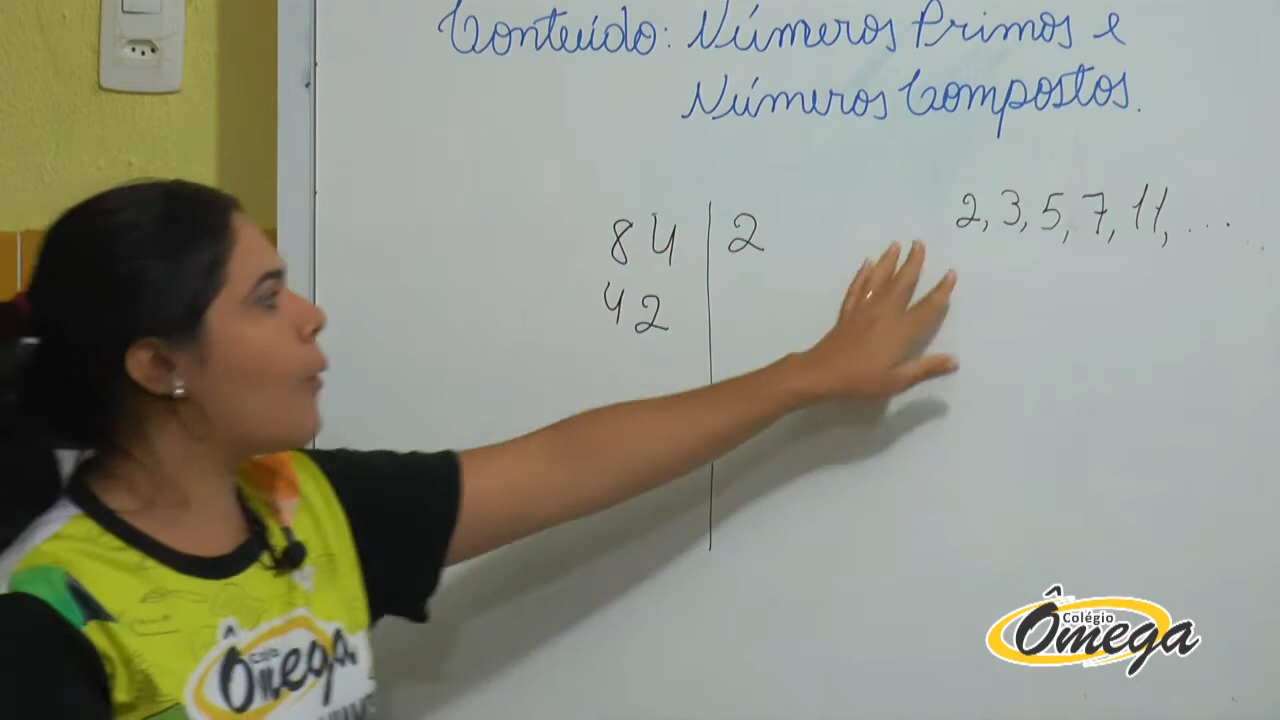 Conteúdo: Números Primos e
Números Compostos.
84 | 2
42
2, 3, 5, 7, 11, ...
Colégio
Ômega
Ômega